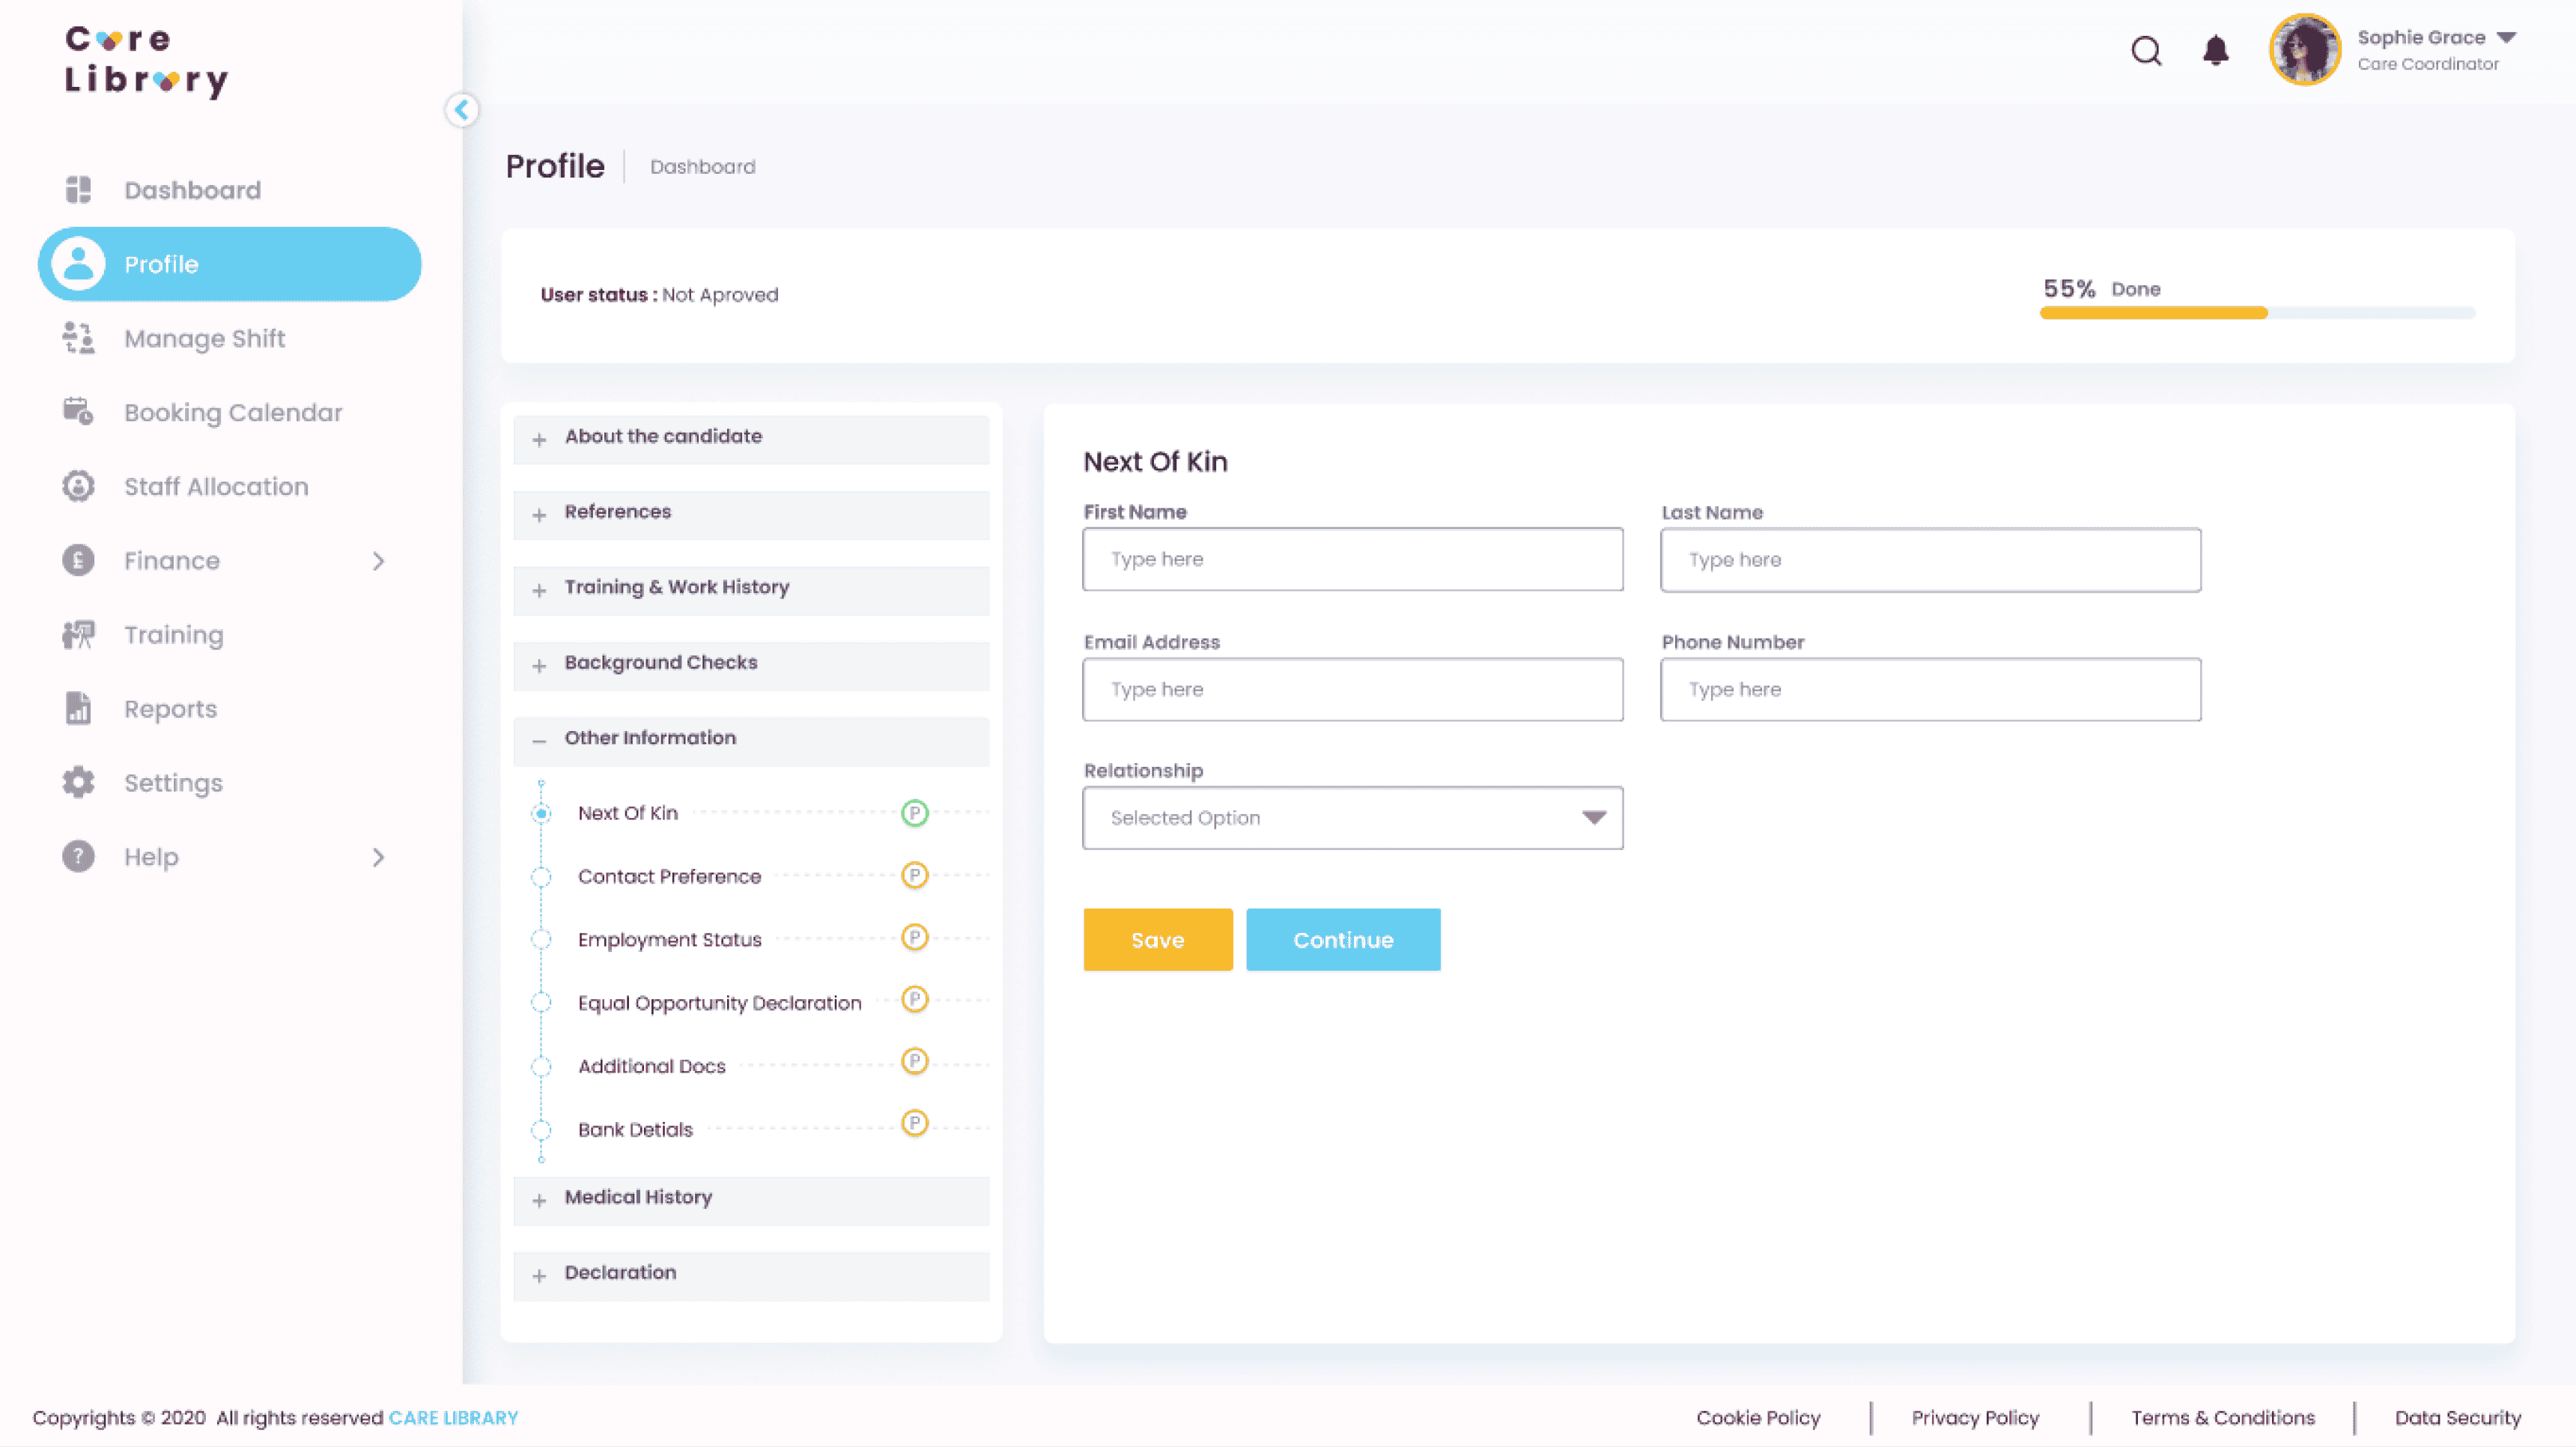 Care
Library
Sophie Grace
Care Coordinator
Dashboard
Profile
Manage Shift
Booking Calendar
Staff Allocation
Finance
Training
Reports
Settings
Help
Profile
Dashboard
User status : Not Aproved
55% Done
About the candidate
References
Training & Work History
Background Checks
Other Information
Next Of Kin P
Contact Preference P
Employment Status P
Equal Opportunity Declaration P
Additional Docs P
Bank Detials P
Medical History
Declaration
Next Of Kin
First Name
Last Name
Type here
Type here
Email Address
Phone Number
Type here
Type here
Relationship
Selected Option
Save
Continue
Copyrights © 2020 All rights reserved CARE LIBRARY
Cookie Policy
Privacy Policy
Terms & Conditions
Data Security